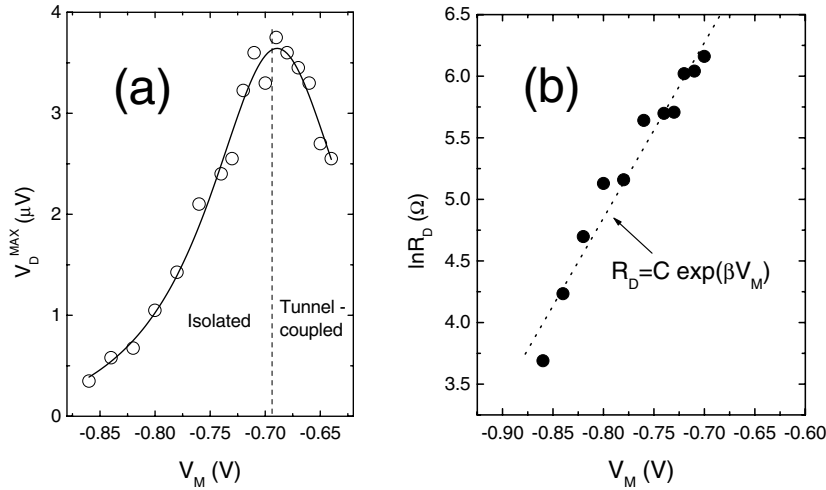 (a)
4
3
2
1
0
V_D^MAX (μV)
Isolated
Tunnel -
coupled
-0.85 -0.80 -0.75 -0.70 -0.65
V_M (V)
(b)
6.5
6.0
5.5
5.0
4.5
4.0
3.5
lnR_D (Ω)
R_D=C exp(βV_M)
-0.90 -0.85 -0.80 -0.75 -0.70 -0.65 -0.60
V_M (V)